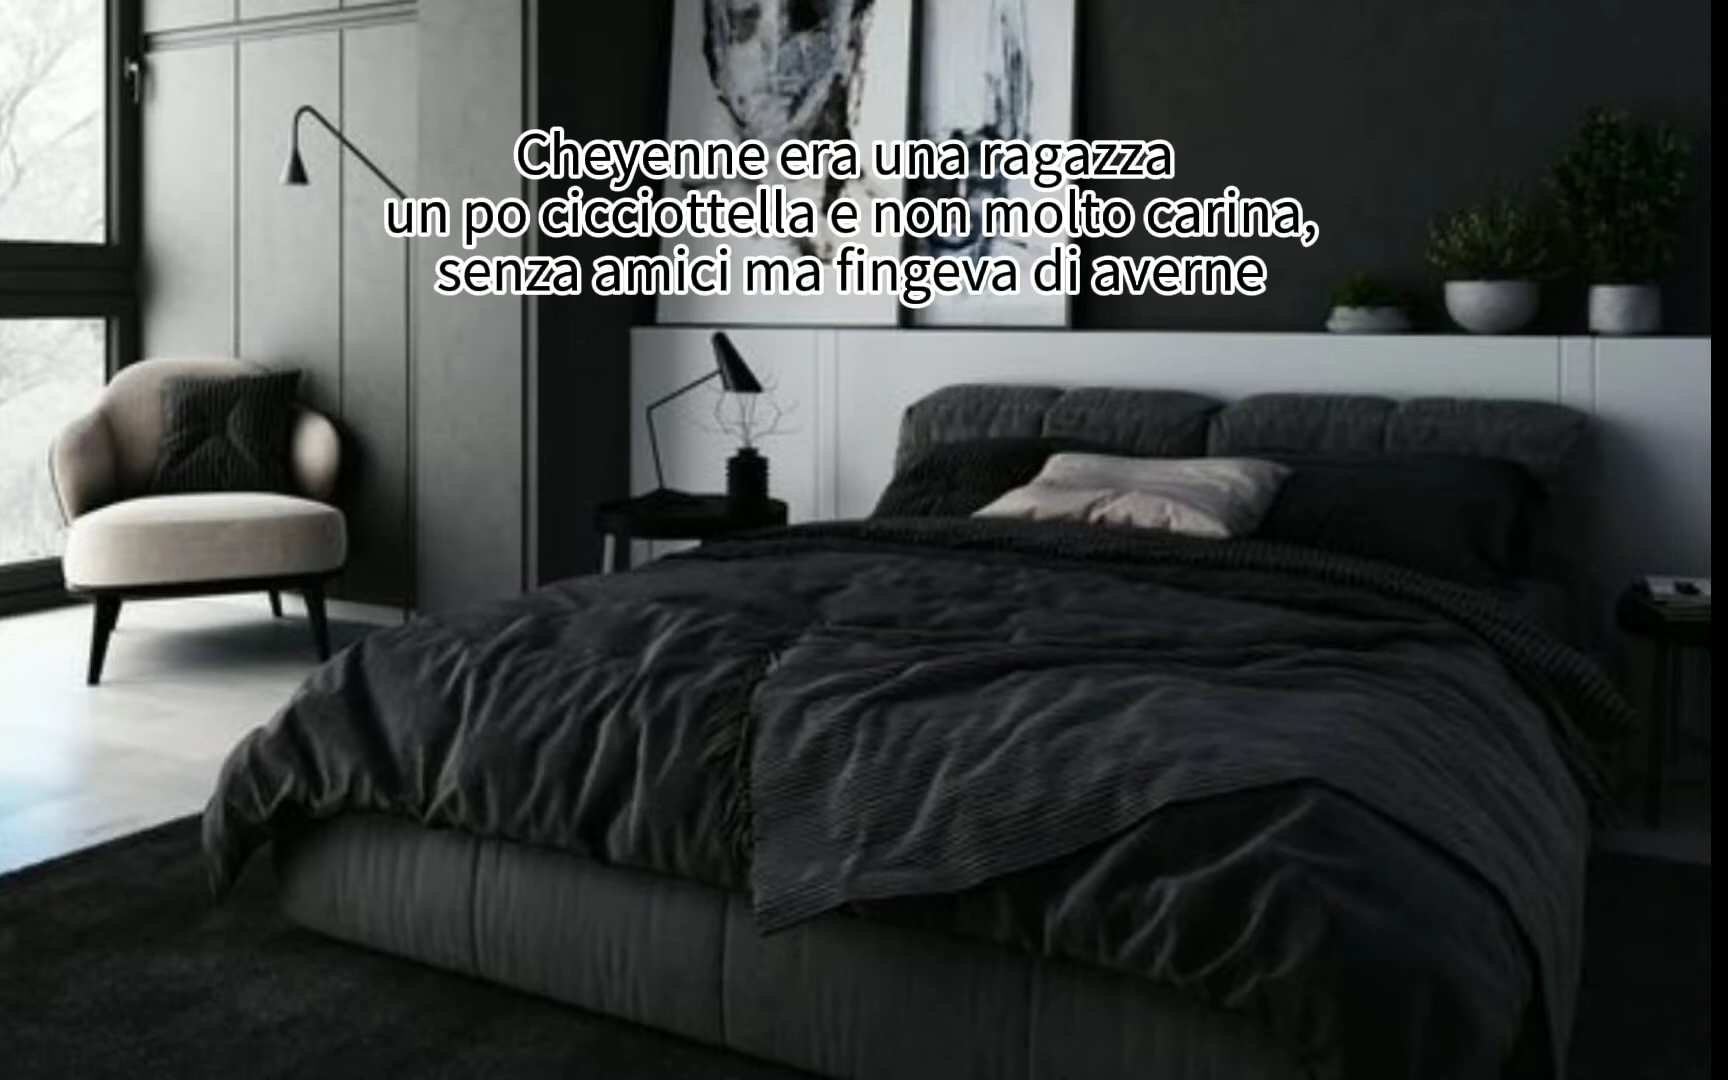 Cheyenne era una ragazza
un po cicciottella e non molto carina,
senza amici ma fingeva di averne